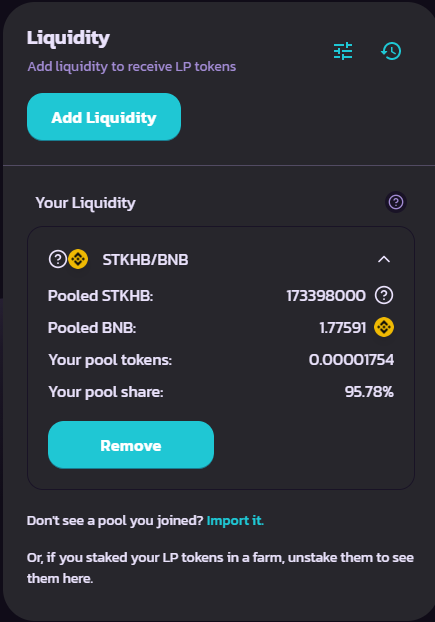 Liquidity
Add liquidity to receive LP tokens
Add Liquidity
Your Liquidity
?
? STKHB/BNB
Pooled STKHB: 173398000 ?
Pooled BNB: 1.77591
Your pool tokens: 0.00001754
Your pool share: 95.78%
Remove
Don't see a pool you joined? Import it.
Or, if you staked your LP tokens in a farm, unstake them to see
them here.